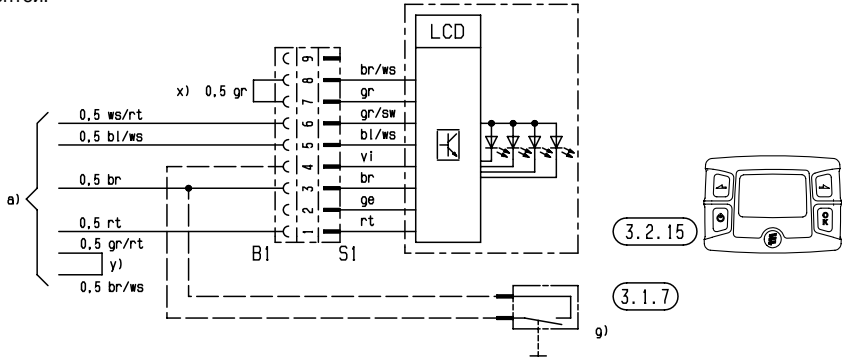 LCD
x) 0,5 gr
9
8
7
6
5
4
3
2
1
br/ws
gr
gr/sw
bl/ws
vi
br
ge
rt
a)
0,5 ws/rt
0,5 bl/ws
0,5 br
0,5 rt
0,5 gr/rt
y)
0,5 br/ws
B1
S1
3.2.15
3.1.7
g)
OK